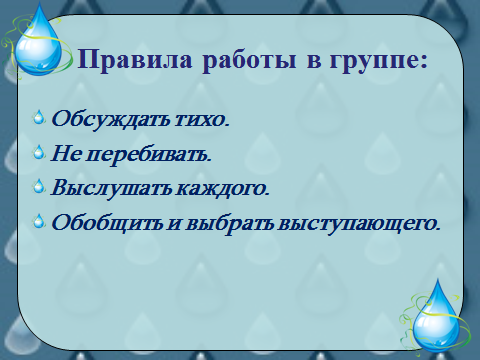 Правила работы в группе:
Обсуждать тихо.
Не перебивать.
Выслушать каждого.
Обобщить и выбрать выступающего.